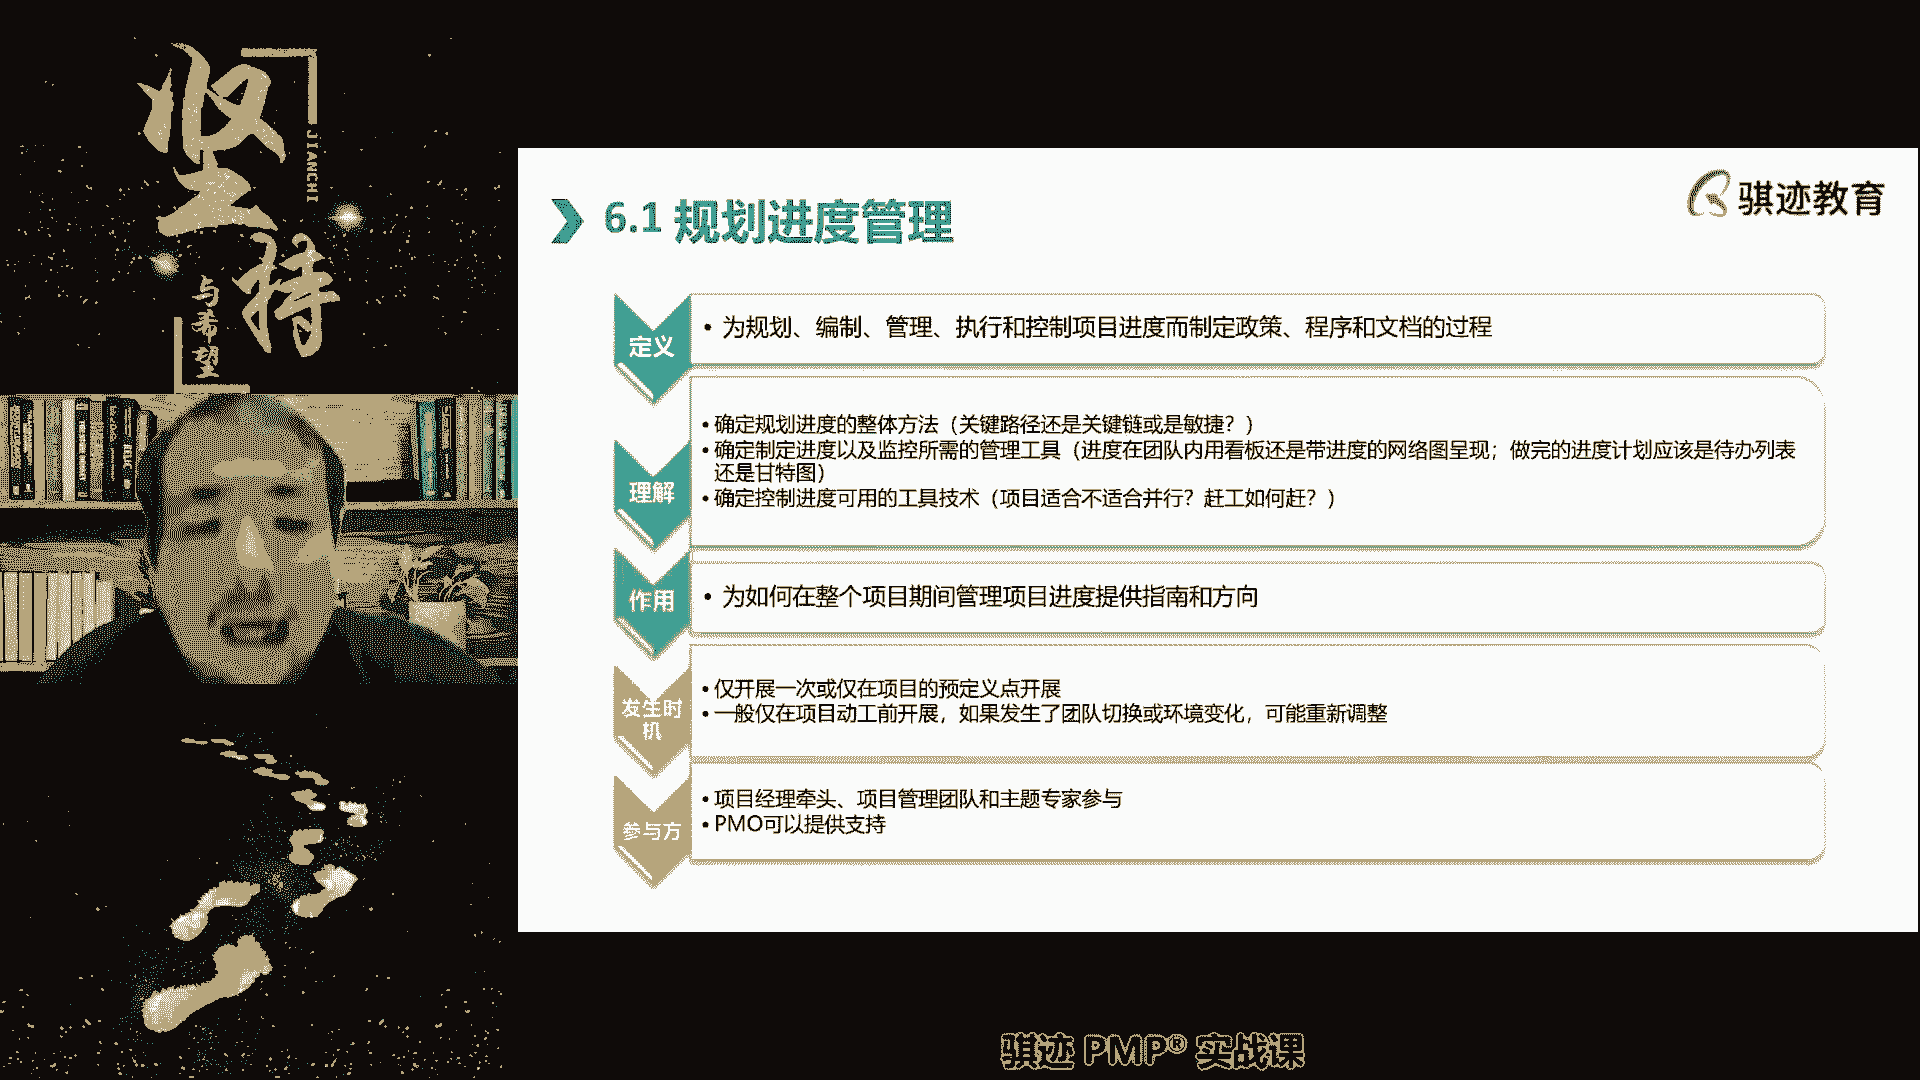 坚持
JIANCHI
与希望
骐迹教育
6.1 规划进度管理
定义
• 为规划、编制、管理、执行和控制项目进度而制定政策、程序和文档的过程
理解
• 确定规划进度的整体方法（关键路径还是关键链或是敏捷？）
• 确定制定进度以及监控所需的管理工具（进度在团队内用看板还是带进度的网络图呈现；做完的进度计划应该是待办列表
还是甘特图）
• 确定控制进度可用的工具技术（项目适合不适合并行？赶工如何赶？）
作用
• 为如何在整个项目期间管理项目进度提供指南和方向
发生时
机
• 仅开展一次或仅在项目的预定义点开展
• 一般仅在项目动工前开展，如果发生了团队切换或环境变化，可能重新调整
参与方
• 项目经理牵头、项目管理团队和主题专家参与
• PMO可以提供支持
骐迹 PMP® 实战课